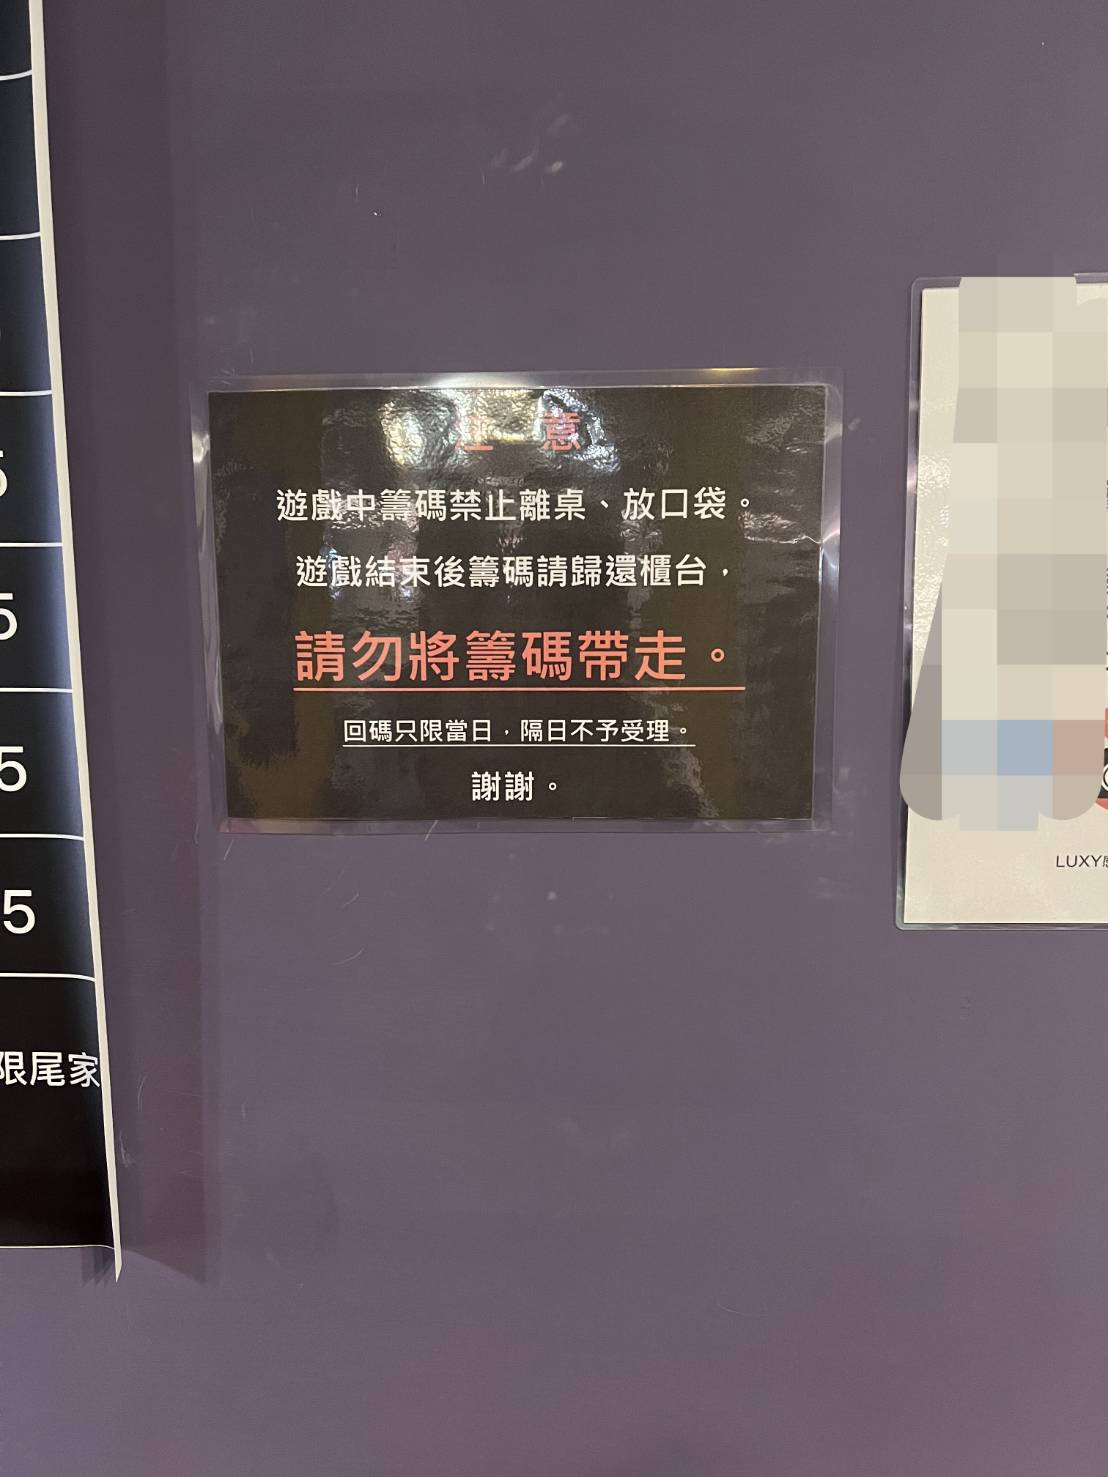 5
5
5
5
限尾家
注 意
遊戲中籌碼禁止離桌、放口袋。
遊戲結束後籌碼請歸還櫃台，
請勿將籌碼帶走。
回碼只限當日，隔日不予受理。
謝謝。
LUXY